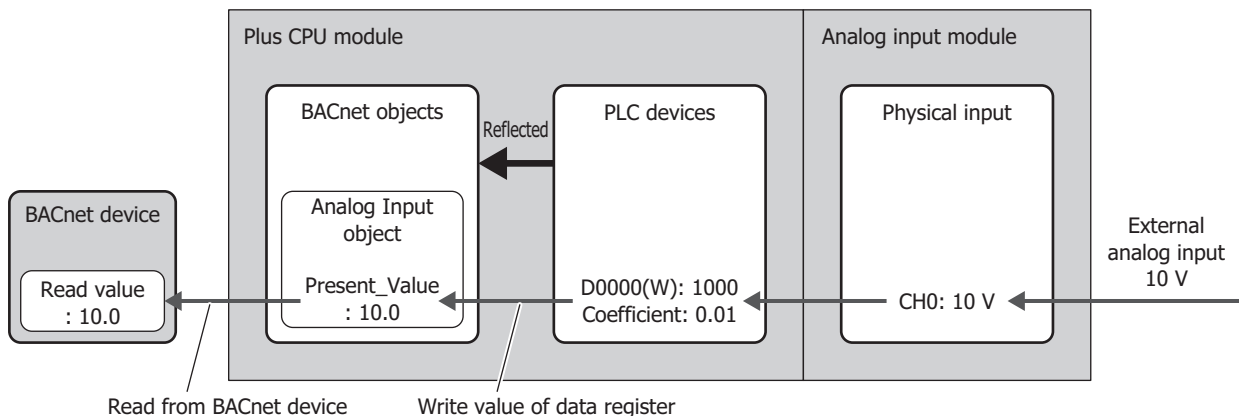 Plus CPU module
Analog input module
BACnet objects
Reflected
PLC devices
Physical input
BACnet device
Analog Input
object
External
analog input
10 V
Read value
: 10.0
Present_Value
: 10.0
D0000(W): 1000
Coefficient: 0.01
CH0: 10 V
Read from BACnet device
Write value of data register